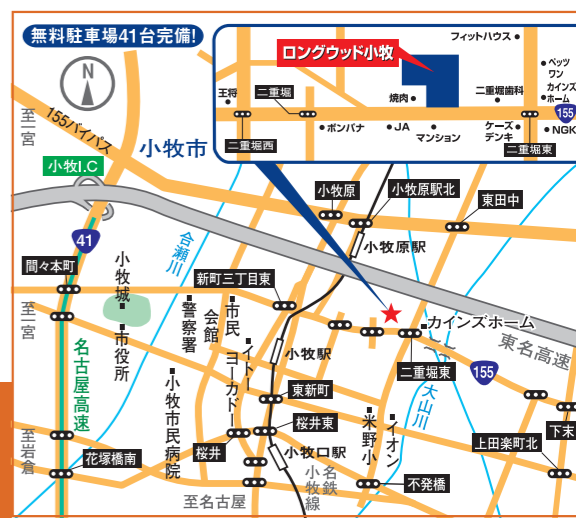 無料駐車場41台完備!
N
至一宮
155バイパス
小牧市
小牧I.C
41
間々本町
至一宮
名古屋高速
至岩倉
花塚橋南
小牧城
市役所
合瀬川
警察署
小牧市民病院
新町三丁目東
市民会館
イトーヨーカドー
桜井
至名古屋
小牧原
小牧原駅北
小牧原駅
東田中
小牧駅
東新町
桜井東
小牧口駅
名鉄小牧線
米野小
イオン
不発橋
カインズホーム
二重堀東
大山川
東名高速
155
上田楽町北
下末
ロングウッド小牧
フィットハウス
ペッツワン
カインズホーム
王将
二重堀
焼肉
二重堀歯科
155
二重堀西
ボンパナ
JA
マンション
ケーズデンキ
二重堀東
NGK